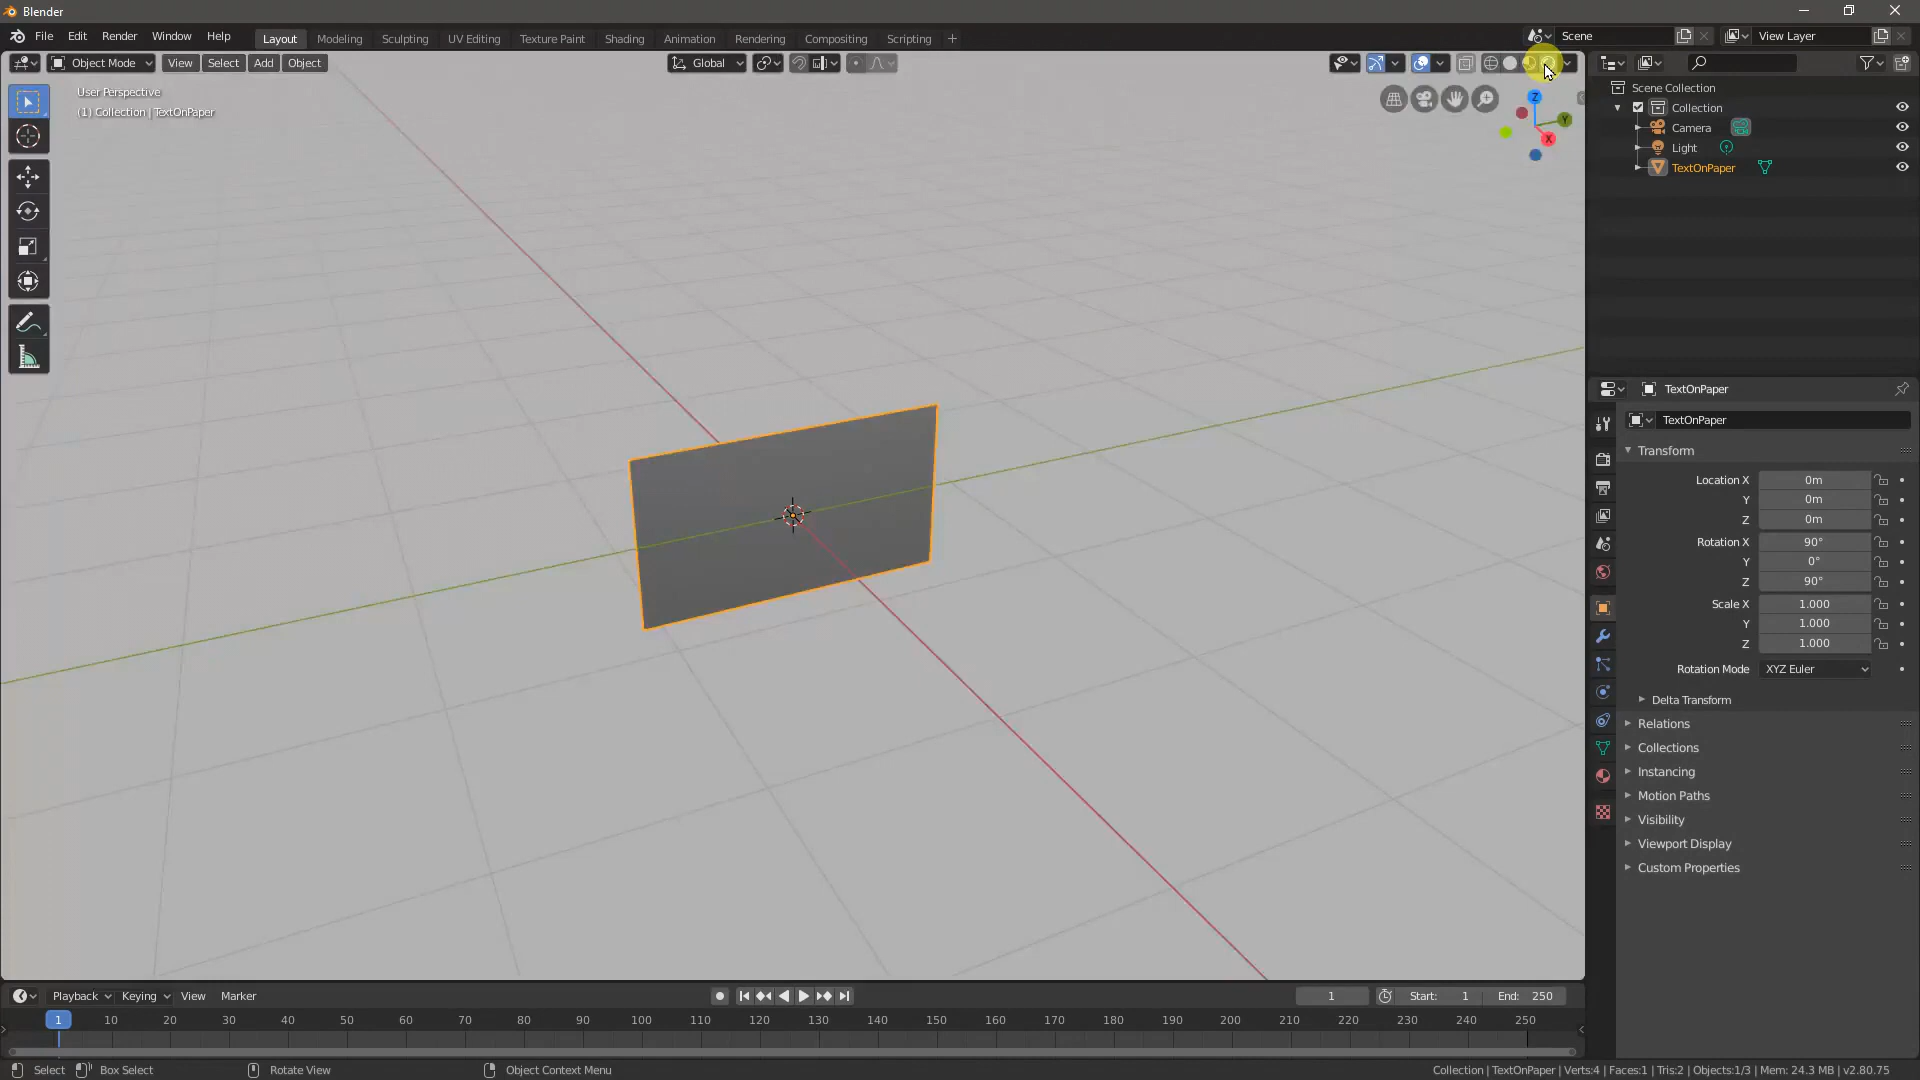 Blender
File Edit Render Window Help Layout Modeling Sculpting UV Editing Texture Paint Shading Animation Rendering Compositing Scripting + Scene View Layer
Object Mode View Select Add Object Global
User Perspective
(1) Collection | TextOnPaper
Z
Y
X
Scene Collection
Collection
Camera
Light
TextOnPaper
TextOnPaper
TextOnPaper
Transform
Location X 0m
Y 0m
Z 0m
Rotation X 90°
Y 0°
Z 90°
Scale X 1.000
Y 1.000
Z 1.000
Rotation Mode XYZ Euler
Delta Transform
Relations
Collections
Instancing
Motion Paths
Visibility
Viewport Display
Custom Properties
Playback Keying View Marker 1 Start: 1 End: 250
1 10 20 30 40 50 60 70 80 90 100 110 120 130 140 150 160 170 180 190 200 210 220 230 240 250
Select Box Select Rotate View Object Context Menu Collection | TextOnPaper | Verts:4 | Faces:1 | Tris:2 | Objects:1/3 | Mem: 24.3 MB | v2.80.75